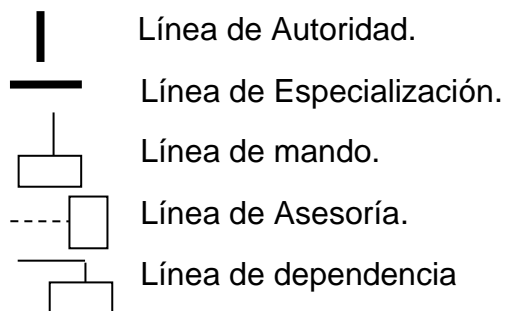 Línea de Autoridad.
Línea de Especialización.
Línea de mando.
Línea de Asesoría.
Línea de dependencia